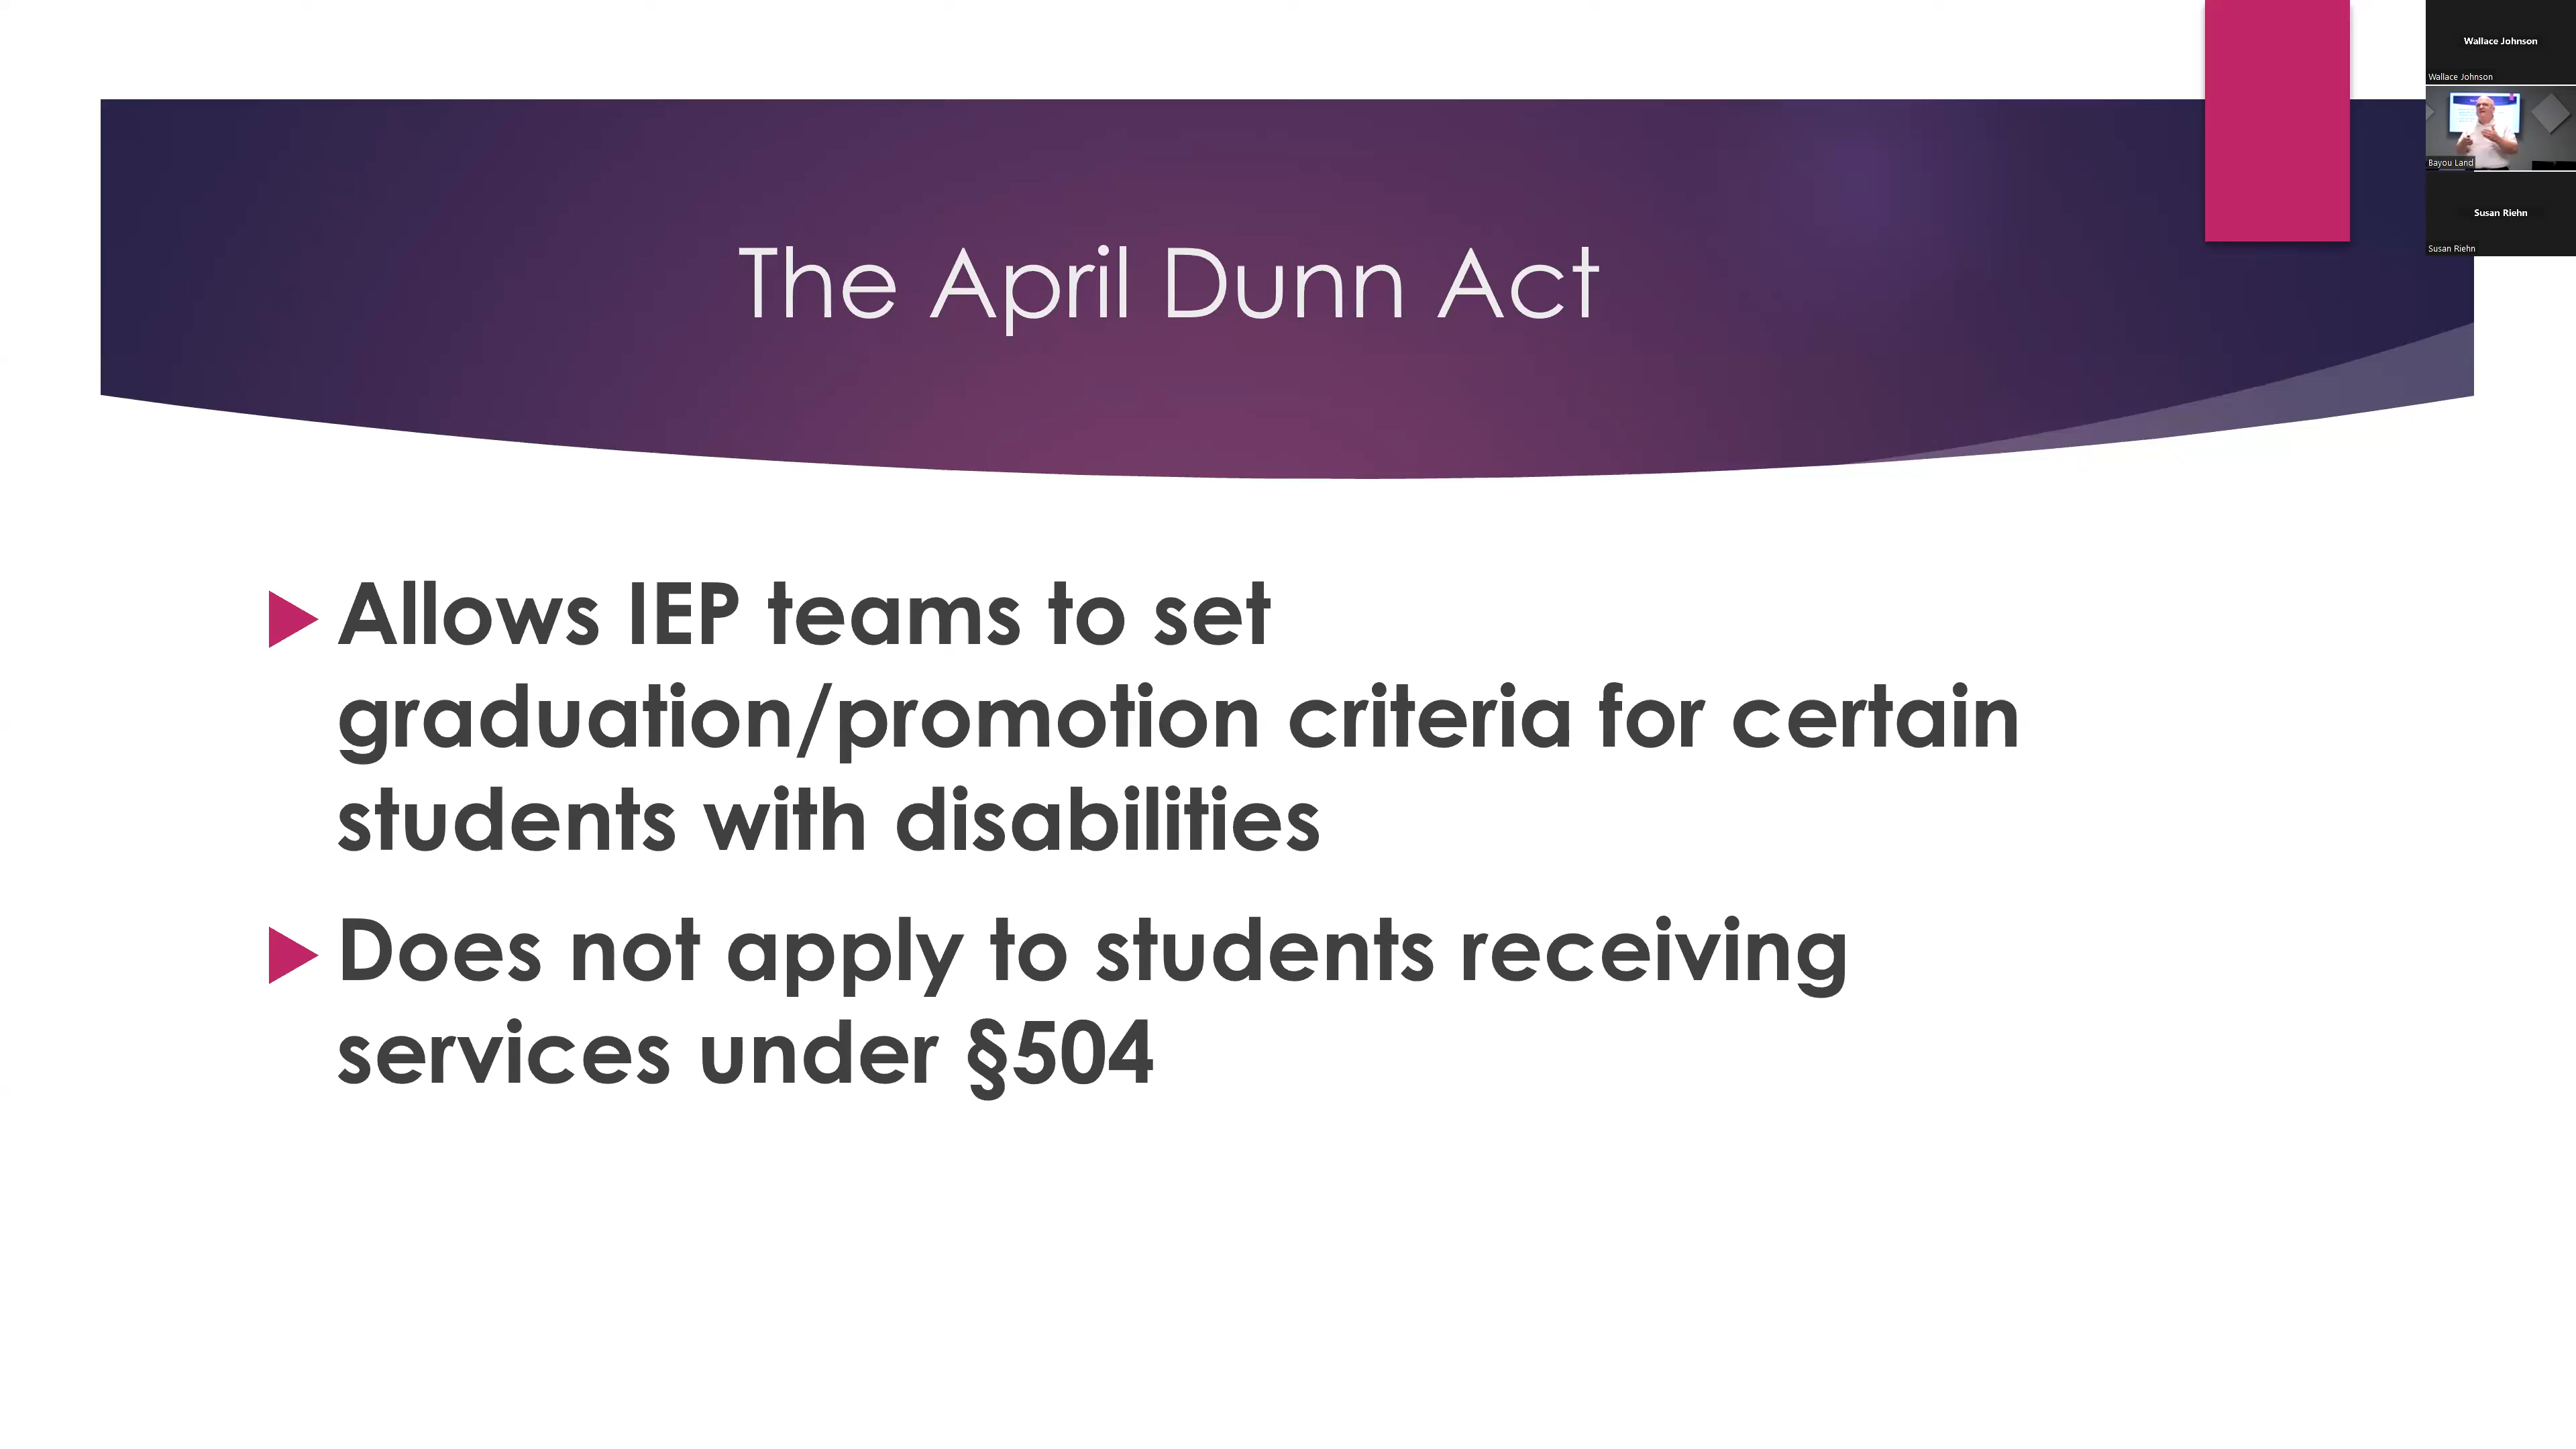 Wallace Johnson
Wallace Johnson
Bayou Land
Susan Riehn
Susan Riehn
The April Dunn Act
Allows IEP teams to set
graduation/promotion criteria for certain
students with disabilities
Does not apply to students receiving
services under §504